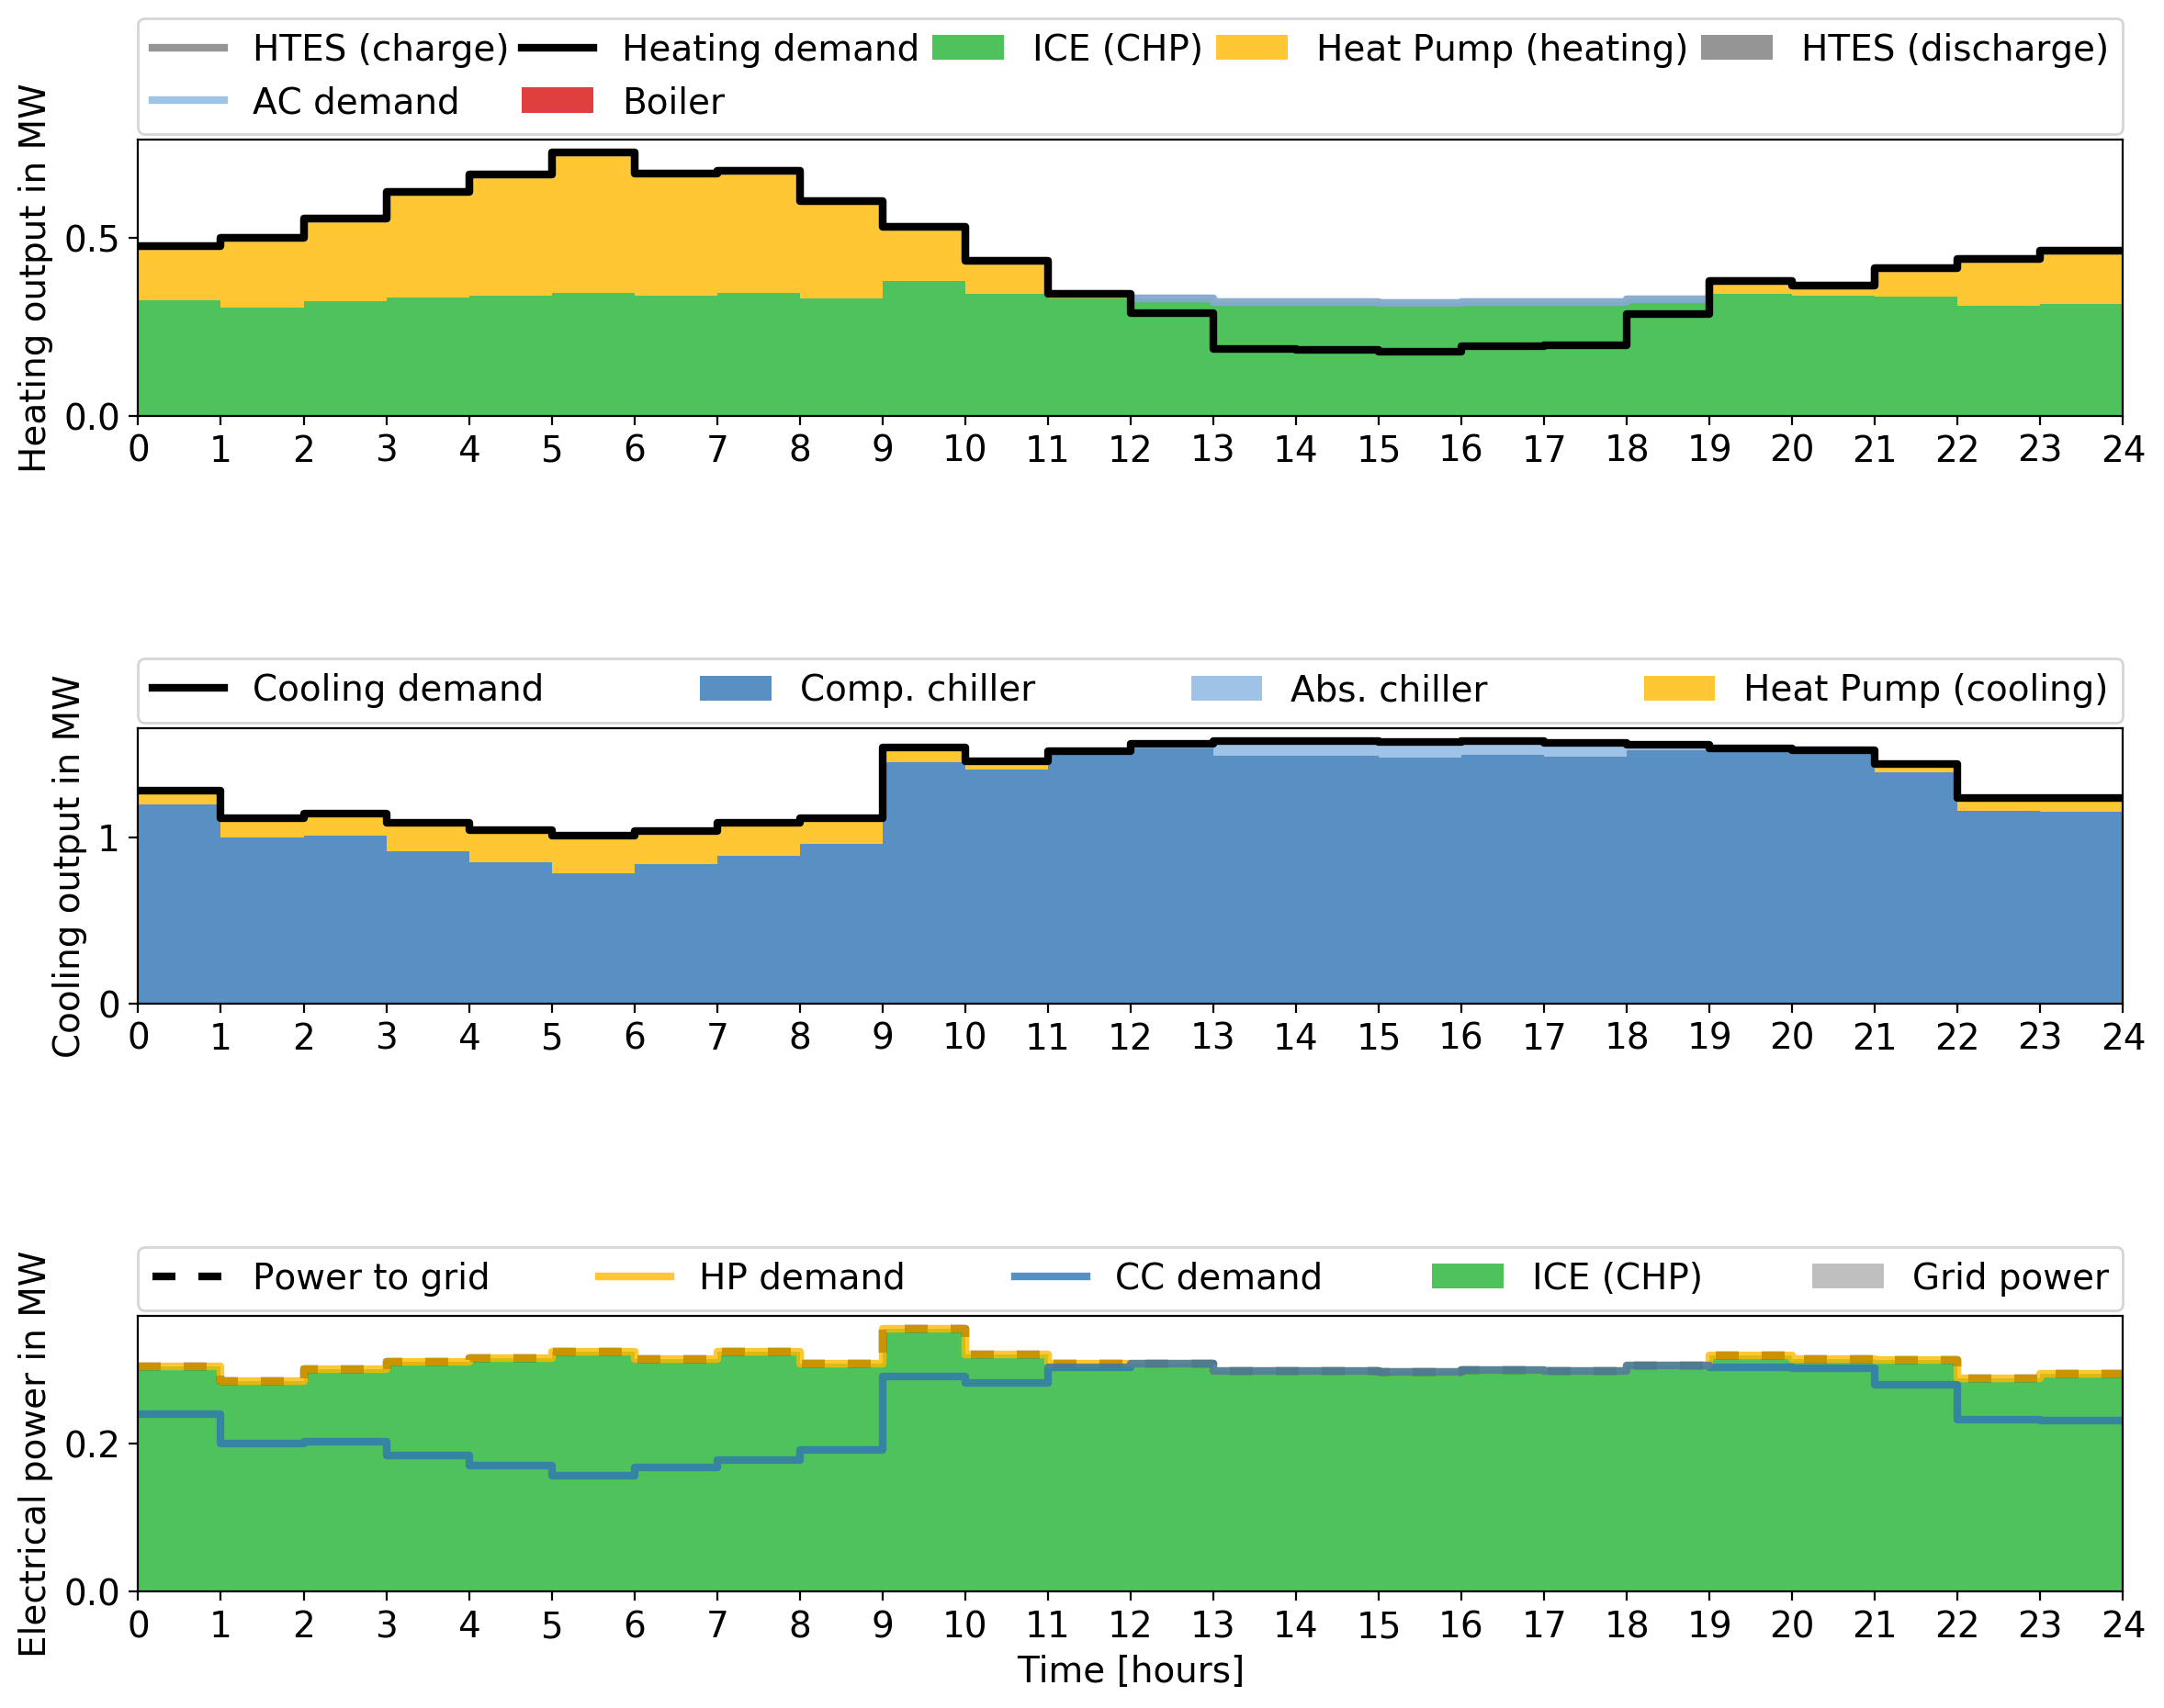 HTES (charge) Heating demand ICE (CHP) Heat Pump (heating) HTES (discharge)
AC demand Boiler
Heating output in MW
0.5
0.0
0 1 2 3 4 5 6 7 8 9 10 11 12 13 14 15 16 17 18 19 20 21 22 23 24
Cooling demand Comp. chiller Abs. chiller Heat Pump (cooling)
Cooling output in MW
1
0
0 1 2 3 4 5 6 7 8 9 10 11 12 13 14 15 16 17 18 19 20 21 22 23 24
Power to grid HP demand CC demand ICE (CHP) Grid power
Electrical power in MW
0.2
0.0
0 1 2 3 4 5 6 7 8 9 10 11 12 13 14 15 16 17 18 19 20 21 22 23 24
Time [hours]